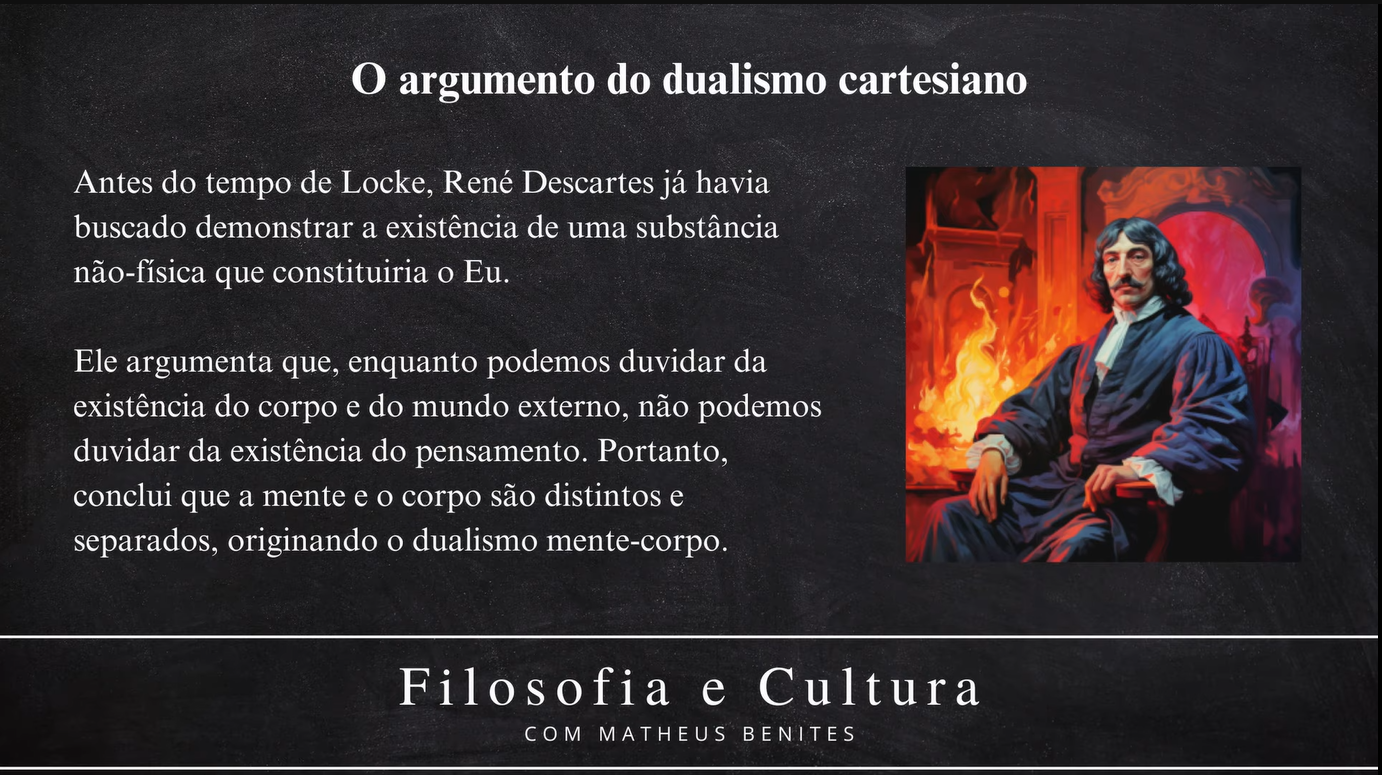 O argumento do dualismo cartesiano
Antes do tempo de Locke, René Descartes já havia
buscado demonstrar a existência de uma substância
não-física que constituiria o Eu.
Ele argumenta que, enquanto podemos duvidar da
existência do corpo e do mundo externo, não podemos
duvidar da existência do pensamento. Portanto,
conclui que a mente e o corpo são distintos e
separados, originando o dualismo mente-corpo.
Filosofia e Cultura
COM MATHEUS BENITES